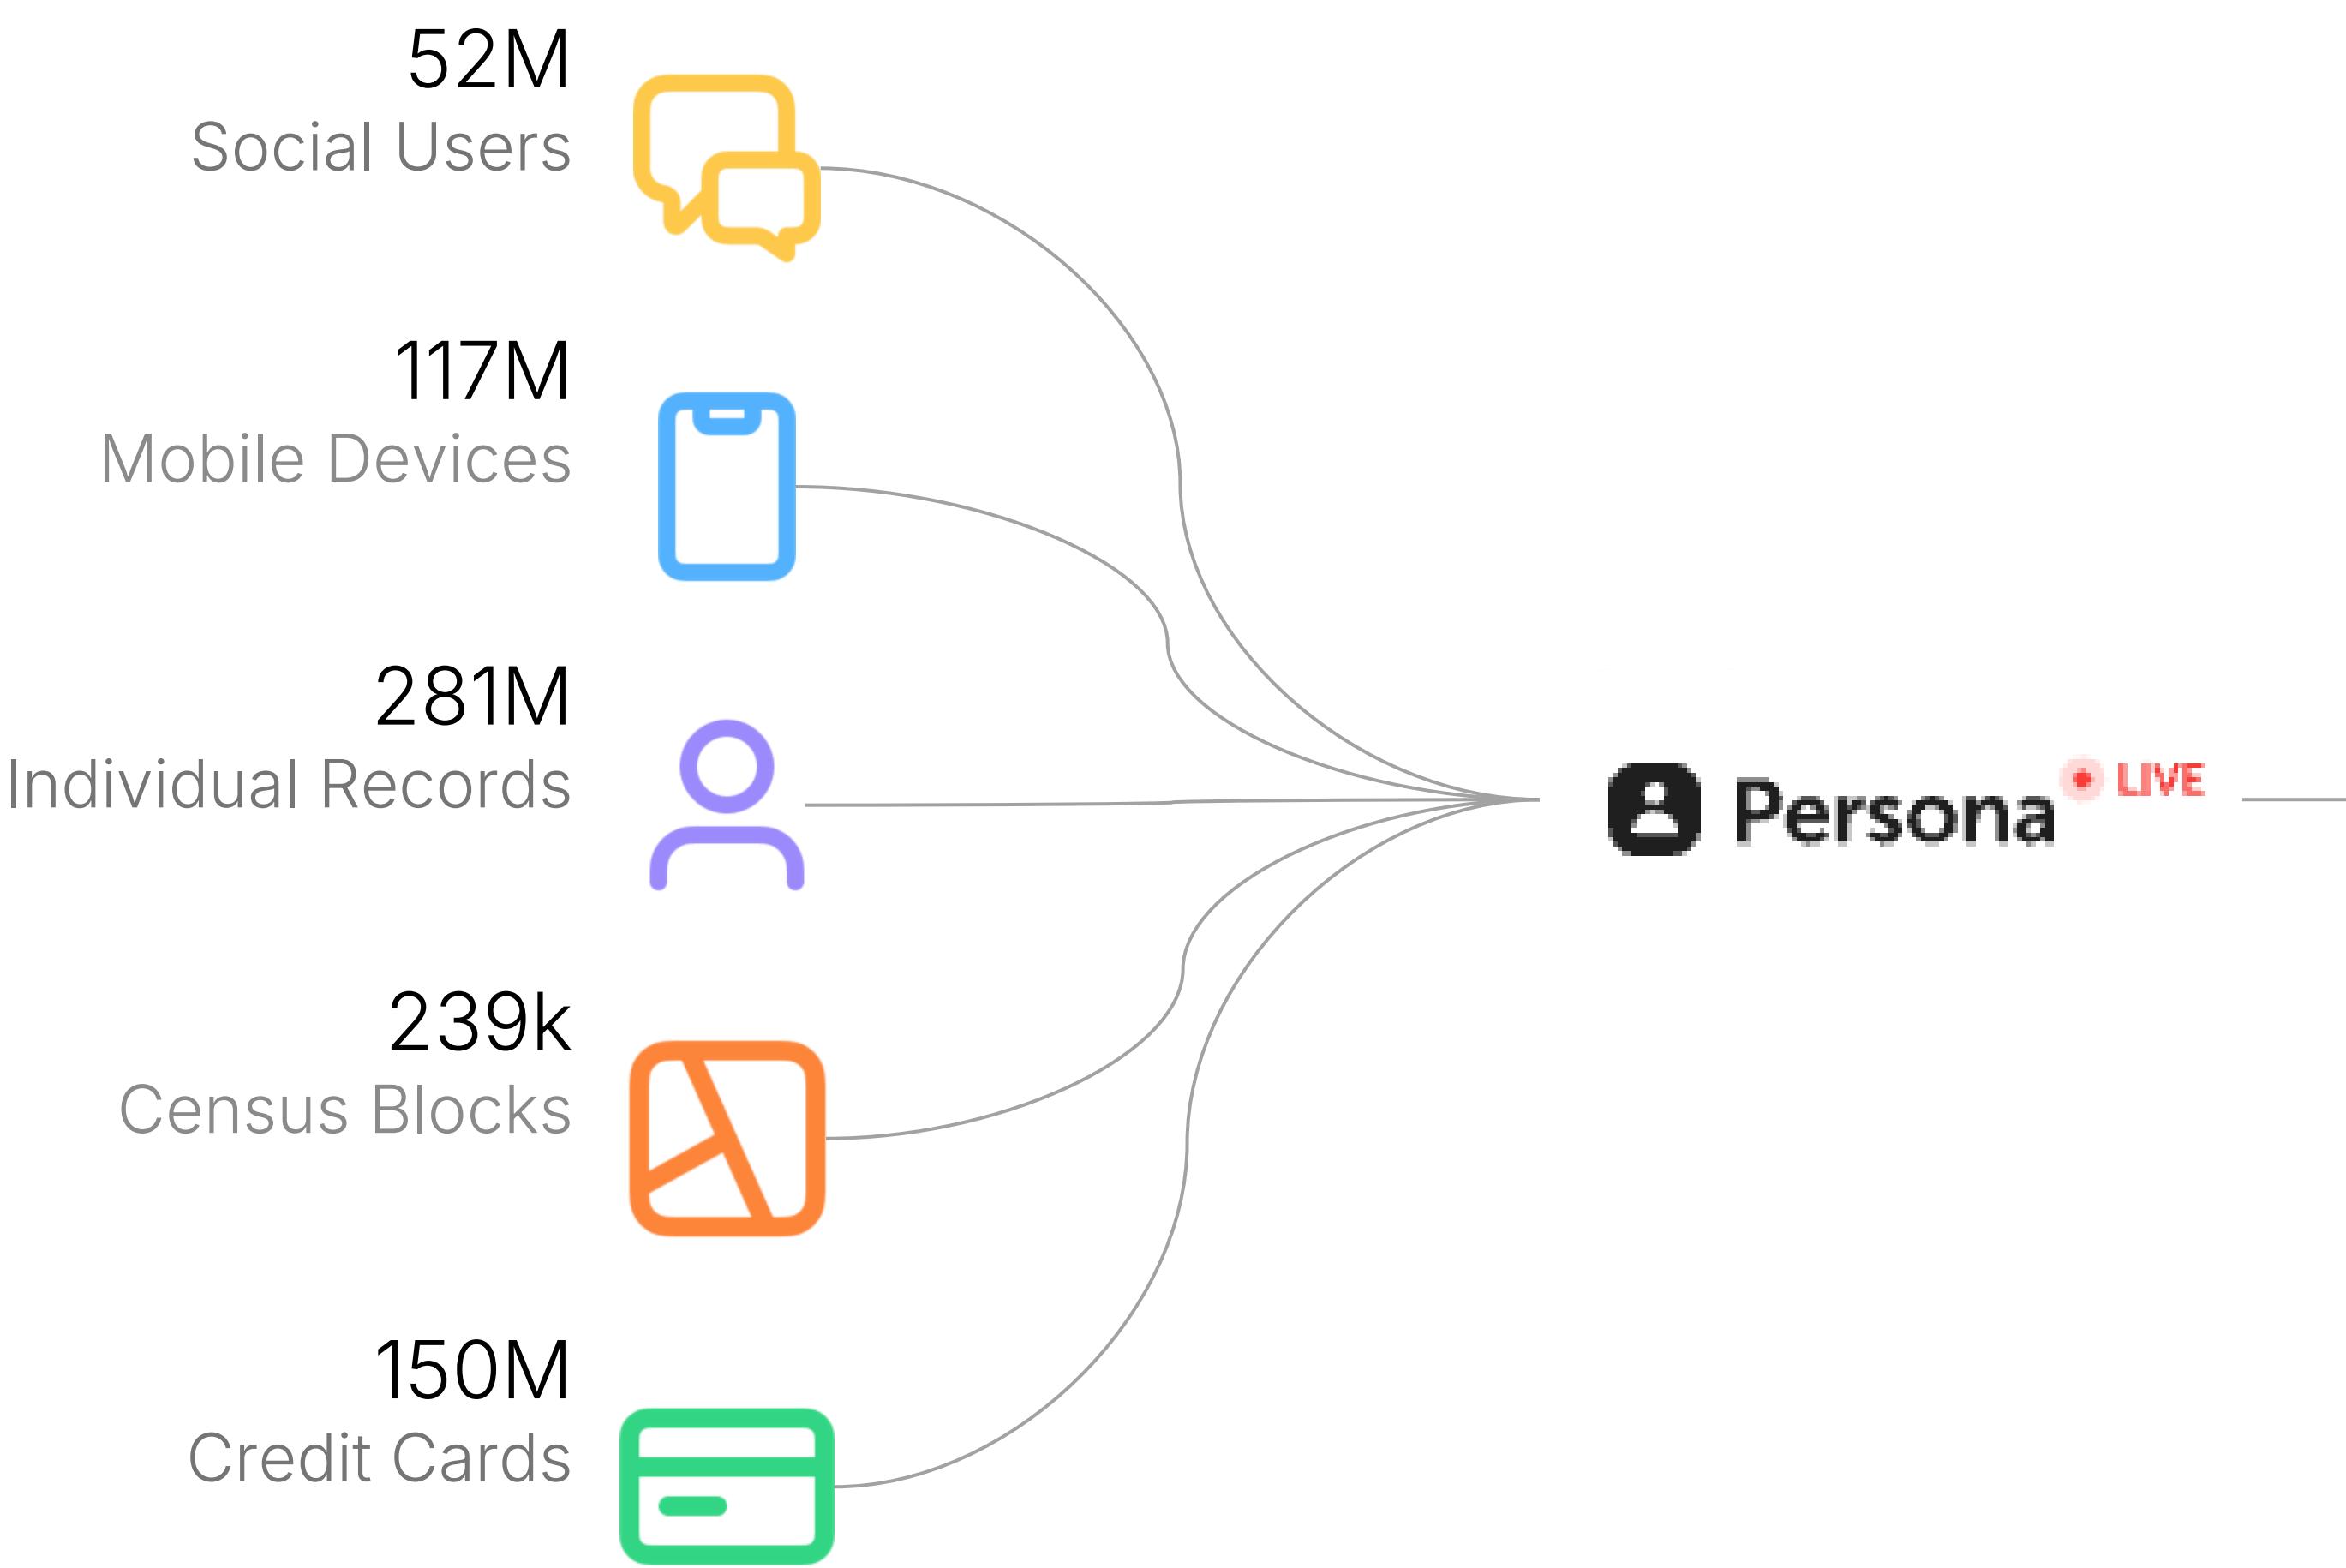 52M
Social Users
117M
Mobile Devices
281M
Individual Records
Persona LIVE
239k
Census Blocks
150M
Credit Cards